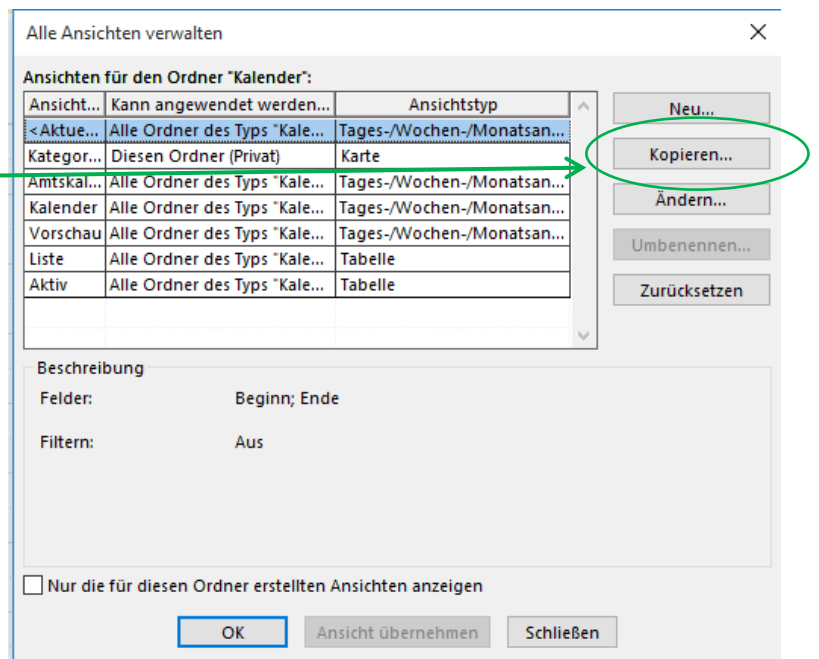 Alle Ansichten verwalten
Ansichten für den Ordner "Kalender":
Ansicht... Kann angewendet werden... Ansichtstyp
<Aktue... Alle Ordner des Typs "Kale... Tages-/Wochen-/Monatsan...
Kategor... Diesen Ordner (Privat) Karte
Amtskal... Alle Ordner des Typs "Kale... Tages-/Wochen-/Monatsan...
Kalender Alle Ordner des Typs "Kale... Tages-/Wochen-/Monatsan...
Vorschau Alle Ordner des Typs "Kale... Tages-/Wochen-/Monatsan...
Liste Alle Ordner des Typs "Kale... Tabelle
Aktiv Alle Ordner des Typs "Kale... Tabelle
Neu...
Kopieren...
Ändern...
Umbenennen...
Zurücksetzen
Beschreibung
Felder: Beginn; Ende
Filtern: Aus
Nur die für diesen Ordner erstellten Ansichten anzeigen
OK Ansicht übernehmen Schließen